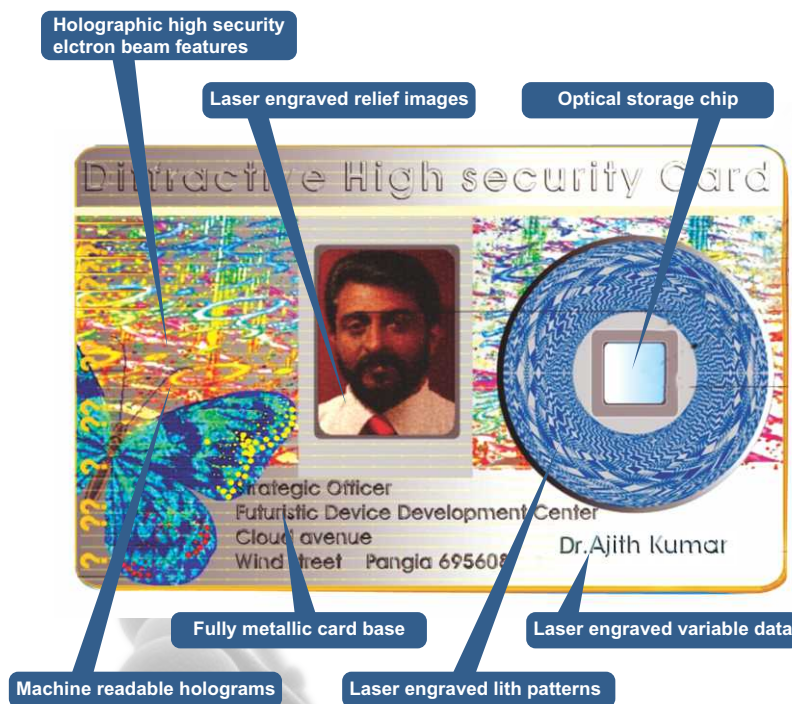 Holographic high security
elctron beam features
Laser engraved relief images
Optical storage chip
Diffractive High security Card
Strategic Officer
Futuristic Device Development Center
Cloud avenue
Wind street Pangla 695608
Dr.Ajith Kumar
Fully metallic card base
Laser engraved variable data
Machine readable holograms
Laser engraved lith patterns